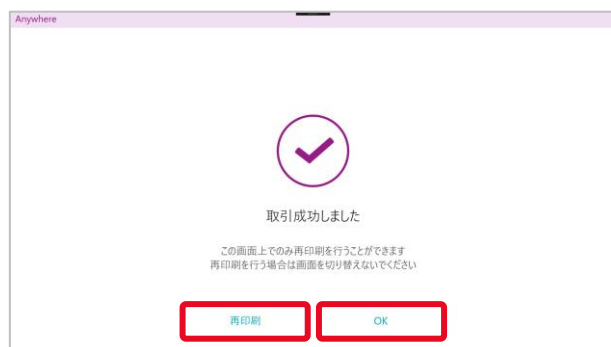 Anywhere
取引成功しました
この画面上でのみ再印刷を行うことができます
再印刷を行う場合は画面を切り替えないでください
再印刷
OK